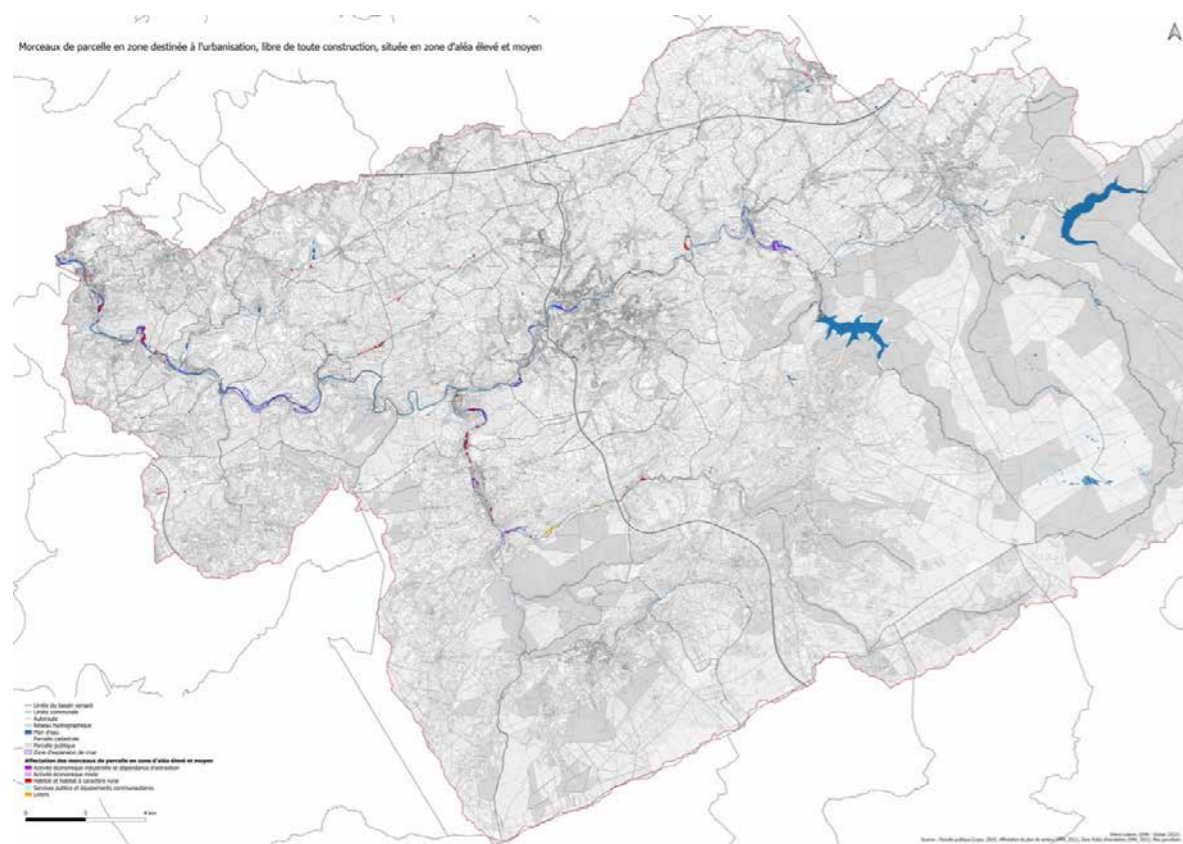 Morceaux de parcelle en zone destinée à l'urbanisation, libre de toute construction, située en zone d'aléa élevé et moyen
Limite du bassin versant
Limite communale
Autoroute
Réseau hydrographique
Plan d'eau
Parcelle cadastrale
Parcelle publique
Zone d'expansion de crue
Affectation des morceaux de parcelle en zone d'aléa élevé et moyen
Activité économique industrielle et dépendance d'extraction
Activité économique mixte
Habitat et habitat à caractère rural
Services publics et équipements communautaires
Loisirs
0
4 km